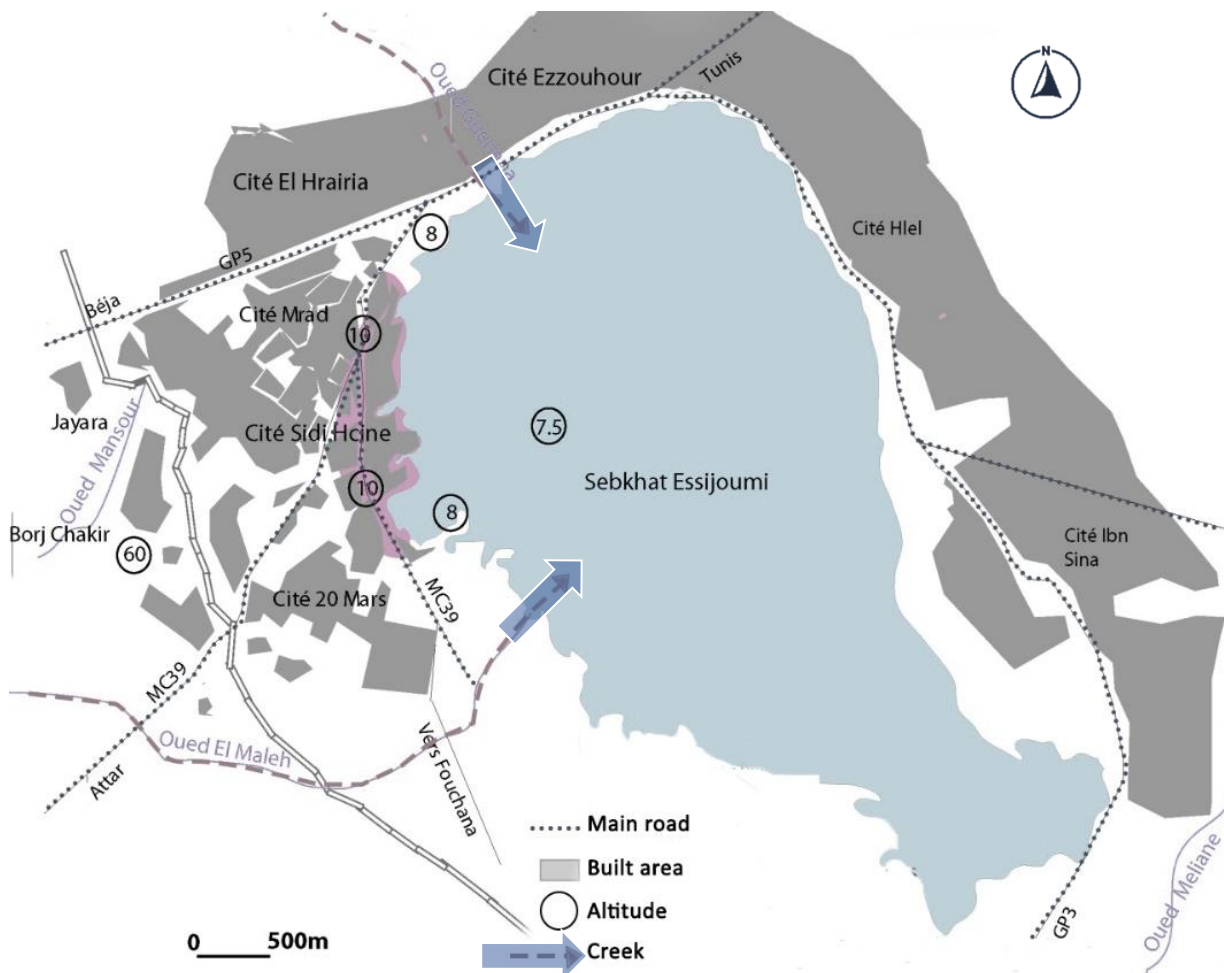 N
Cité Ezzouhour
Tunis
Oued
Cité El Hrairia
8
Cité Hlel
GP5
Béja
Cité Mrad
10
Jayara
Oued Mansour
Cité Sidi Hcine
7.5
Sebkhat Essijoumi
10
8
Borj Chakir
60
Cité Ibn
Sina
Cité 20 Mars
MC39
MC39
Oued El Maleh
Attar
Vers Fouchana
Main road
Built area
Altitude
Creek
0 500m
GP3
Oued Meliane